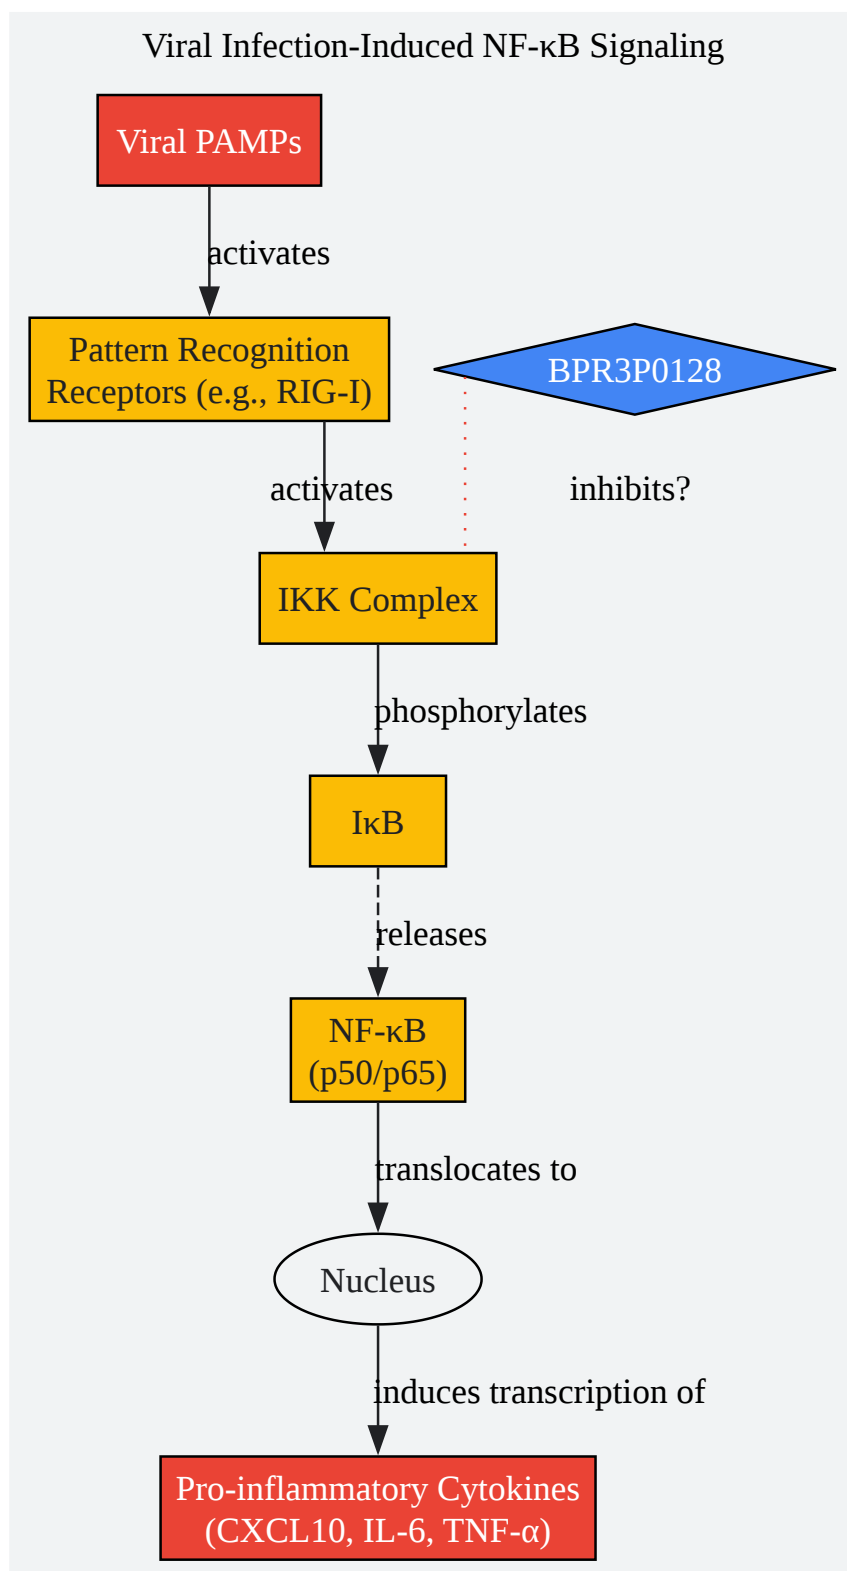 Viral Infection-Induced NF-κB Signaling
Viral PAMPs
activates
Pattern Recognition
Receptors (e.g., RIG-I)
BPR3P0128
activates
inhibits?
IKK Complex
phosphorylates
IκB
releases
NF-κB
(p50/p65)
translocates to
Nucleus
induces transcription of
Pro-inflammatory Cytokines
(CXCL10, IL-6, TNF-α)